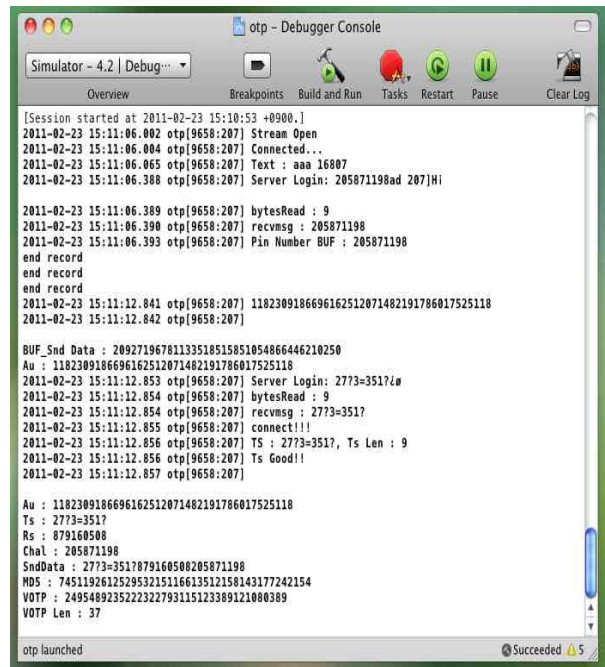 otp – Debugger Console
Simulator – 4.2 | Debug...
Overview
Breakpoints
Build and Run
Tasks
Restart
Pause
Clear Log
[Session started at 2011-02-23 15:10:53 +0900.]
2011-02-23 15:11:06.002 otp[9658:207] Stream Open
2011-02-23 15:11:06.004 otp[9658:207] Connected...
2011-02-23 15:11:06.065 otp[9658:207] Text : aaa 16807
2011-02-23 15:11:06.388 otp[9658:207] Server Login: 205871198ad 207]Hi
2011-02-23 15:11:06.389 otp[9658:207] bytesRead : 9
2011-02-23 15:11:06.390 otp[9658:207] recvmsg : 205871198
2011-02-23 15:11:06.393 otp[9658:207] Pin Number BUF : 205871198
end record
end record
end record
2011-02-23 15:11:12.841 otp[9658:207] 11823091866961625120714821917860175​25118
2011-02-23 15:11:12.842 otp[9658:207]
BUF_Snd Data : 20927196781133518515851054866446210250
Au : 1182309186696162512071482191786017525118
2011-02-23 15:11:12.853 otp[9658:207] Server Login: 27?3=351?¿ø
2011-02-23 15:11:12.854 otp[9658:207] bytesRead : 9
2011-02-23 15:11:12.854 otp[9658:207] recvmsg : 27?3=351?
2011-02-23 15:11:12.855 otp[9658:207] connect!!!
2011-02-23 15:11:12.856 otp[9658:207] TS : 27?3=351?, Ts Len : 9
2011-02-23 15:11:12.856 otp[9658:207] Ts Good!!
2011-02-23 15:11:12.857 otp[9658:207]
Au : 1182309186696162512071482191786017525118
Ts : 27?3=351?
Rs : 879160508
Chal : 205871198
SndData : 27?3=351?879160508205871198
MD5 : 745119261252953215116613512158143177242154
VOTP : 2495489235222322793115123389121080389
VOTP Len : 37
otp launched
Succeeded
5